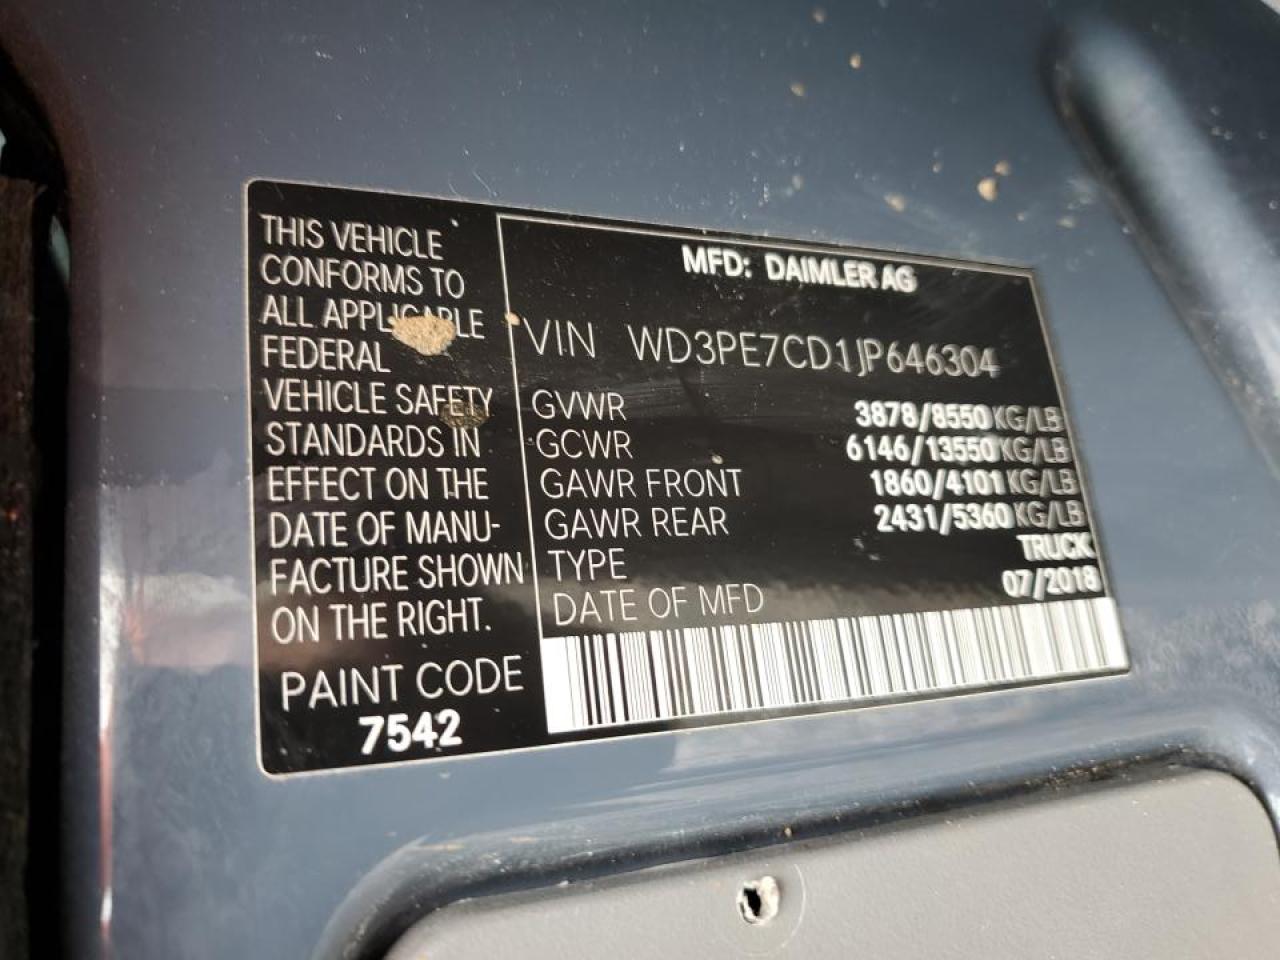 THIS VEHICLE
CONFORMS TO
ALL APPLICABLE
FEDERAL
VEHICLE SAFETY
STANDARDS IN
EFFECT ON THE
DATE OF MANU-
FACTURE SHOWN
ON THE RIGHT.
PAINT CODE
7542
MFD: DAIMLER AG
VIN WD3PE7CD1JP646304
GVWR 3878/8550 KG/LB
GCWR 6146/13550 KG/LB
GAWR FRONT 1860/4101 KG/LB
GAWR REAR 2431/5360 KG/LB
TYPE TRUCK
DATE OF MFD 07/2018